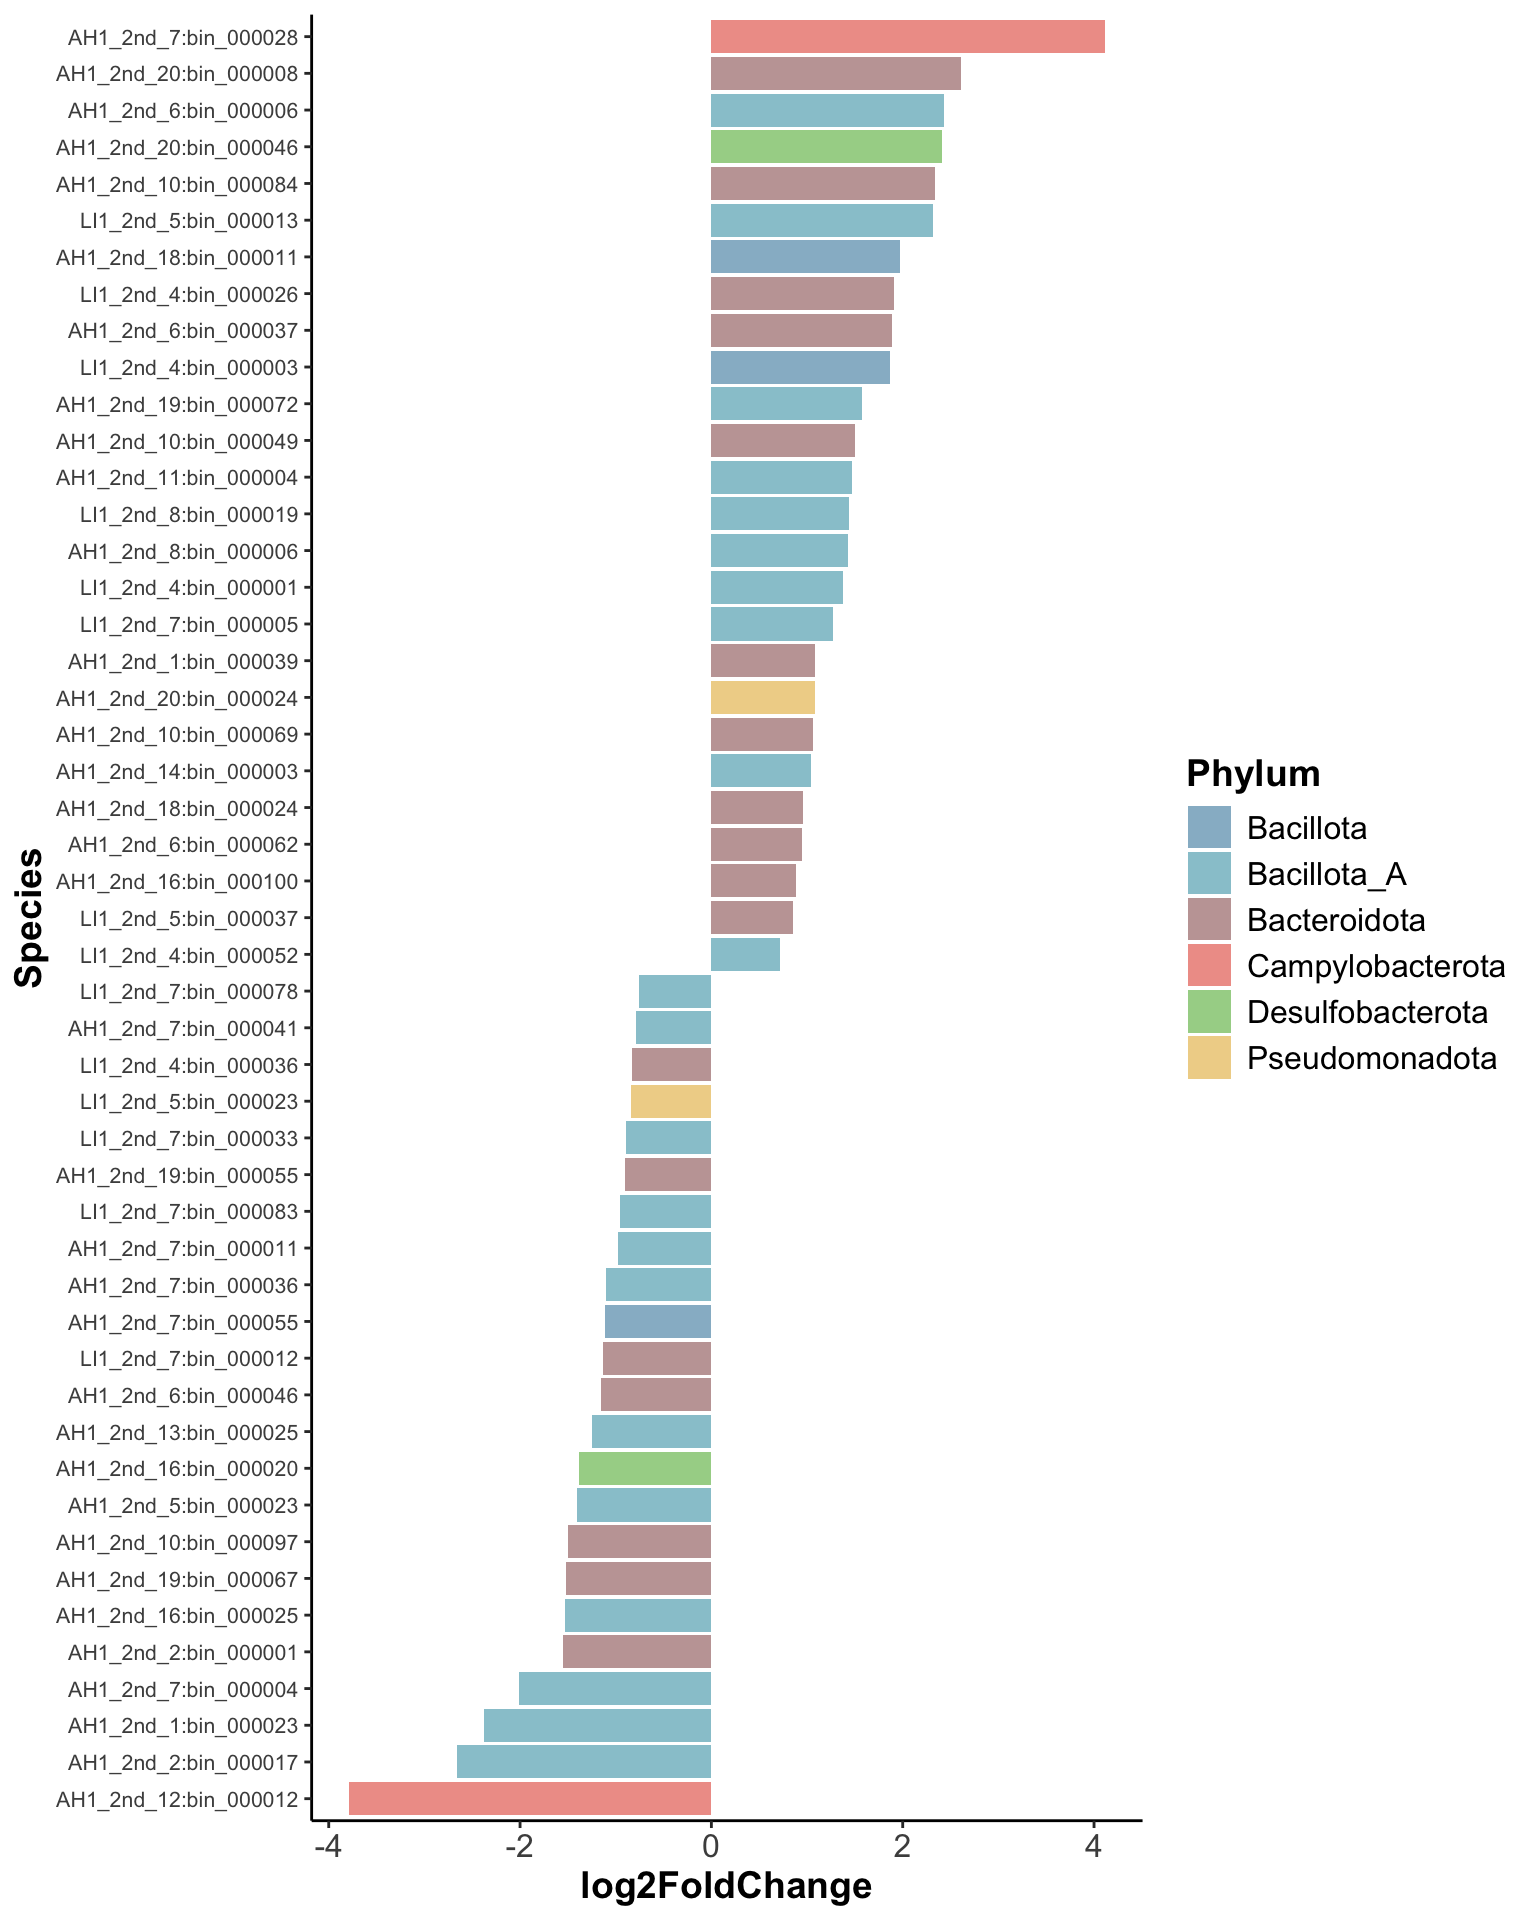 AH1_2nd_7:bin_000028
AH1_2nd_20:bin_000008
AH1_2nd_6:bin_000006
AH1_2nd_20:bin_000046
AH1_2nd_10:bin_000084
LI1_2nd_5:bin_000013
AH1_2nd_18:bin_000011
LI1_2nd_4:bin_000026
AH1_2nd_6:bin_000037
LI1_2nd_4:bin_000003
AH1_2nd_19:bin_000072
AH1_2nd_10:bin_000049
AH1_2nd_11:bin_000004
LI1_2nd_8:bin_000019
AH1_2nd_8:bin_000006
LI1_2nd_4:bin_000001
LI1_2nd_7:bin_000005
AH1_2nd_1:bin_000039
AH1_2nd_20:bin_000024
AH1_2nd_10:bin_000069
AH1_2nd_14:bin_000003
AH1_2nd_18:bin_000024
AH1_2nd_6:bin_000062
AH1_2nd_16:bin_000100
LI1_2nd_5:bin_000037
LI1_2nd_4:bin_000052
LI1_2nd_7:bin_000078
AH1_2nd_7:bin_000041
LI1_2nd_4:bin_000036
LI1_2nd_5:bin_000023
LI1_2nd_7:bin_000033
AH1_2nd_19:bin_000055
LI1_2nd_7:bin_000083
AH1_2nd_7:bin_000011
AH1_2nd_7:bin_000036
AH1_2nd_7:bin_000055
LI1_2nd_7:bin_000012
AH1_2nd_6:bin_000046
AH1_2nd_13:bin_000025
AH1_2nd_16:bin_000020
AH1_2nd_5:bin_000023
AH1_2nd_10:bin_000097
AH1_2nd_19:bin_000067
AH1_2nd_16:bin_000025
AH1_2nd_2:bin_000001
AH1_2nd_7:bin_000004
AH1_2nd_1:bin_000023
AH1_2nd_2:bin_000017
AH1_2nd_12:bin_000012
Species
-4 -2 0 2 4
log2FoldChange
Phylum
Bacillota
Bacillota_A
Bacteroidota
Campylobacterota
Desulfobacterota
Pseudomonadota